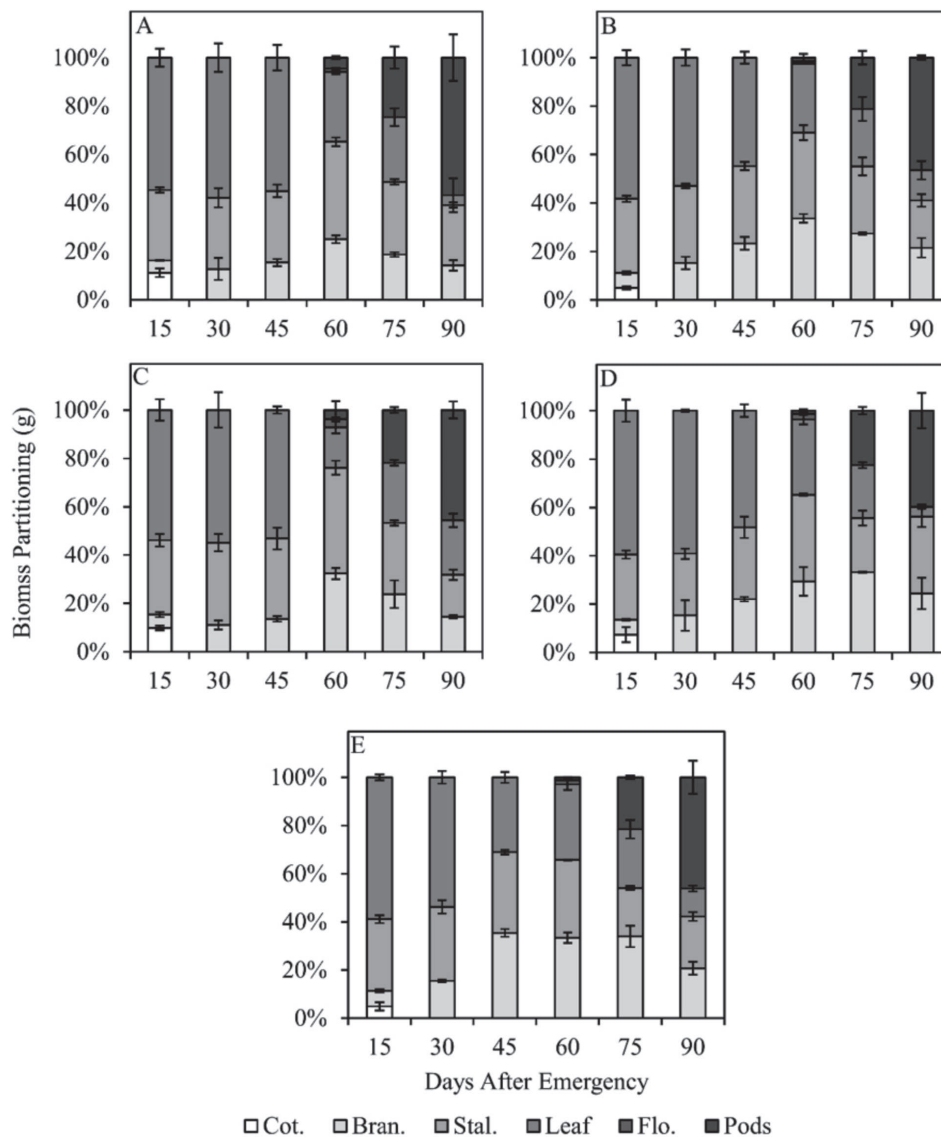 A
100%
80%
60%
40%
20%
0%
15 30 45 60 75 90
B
100%
80%
60%
40%
20%
0%
15 30 45 60 75 90
C
100%
80%
60%
40%
20%
0%
15 30 45 60 75 90
D
100%
80%
60%
40%
20%
0%
15 30 45 60 75 90
Biomss Partitioning (g)
E
100%
80%
60%
40%
20%
0%
15 30 45 60 75 90
Days After Emergency
Cot. Bran. Stal. Leaf Flo. Pods